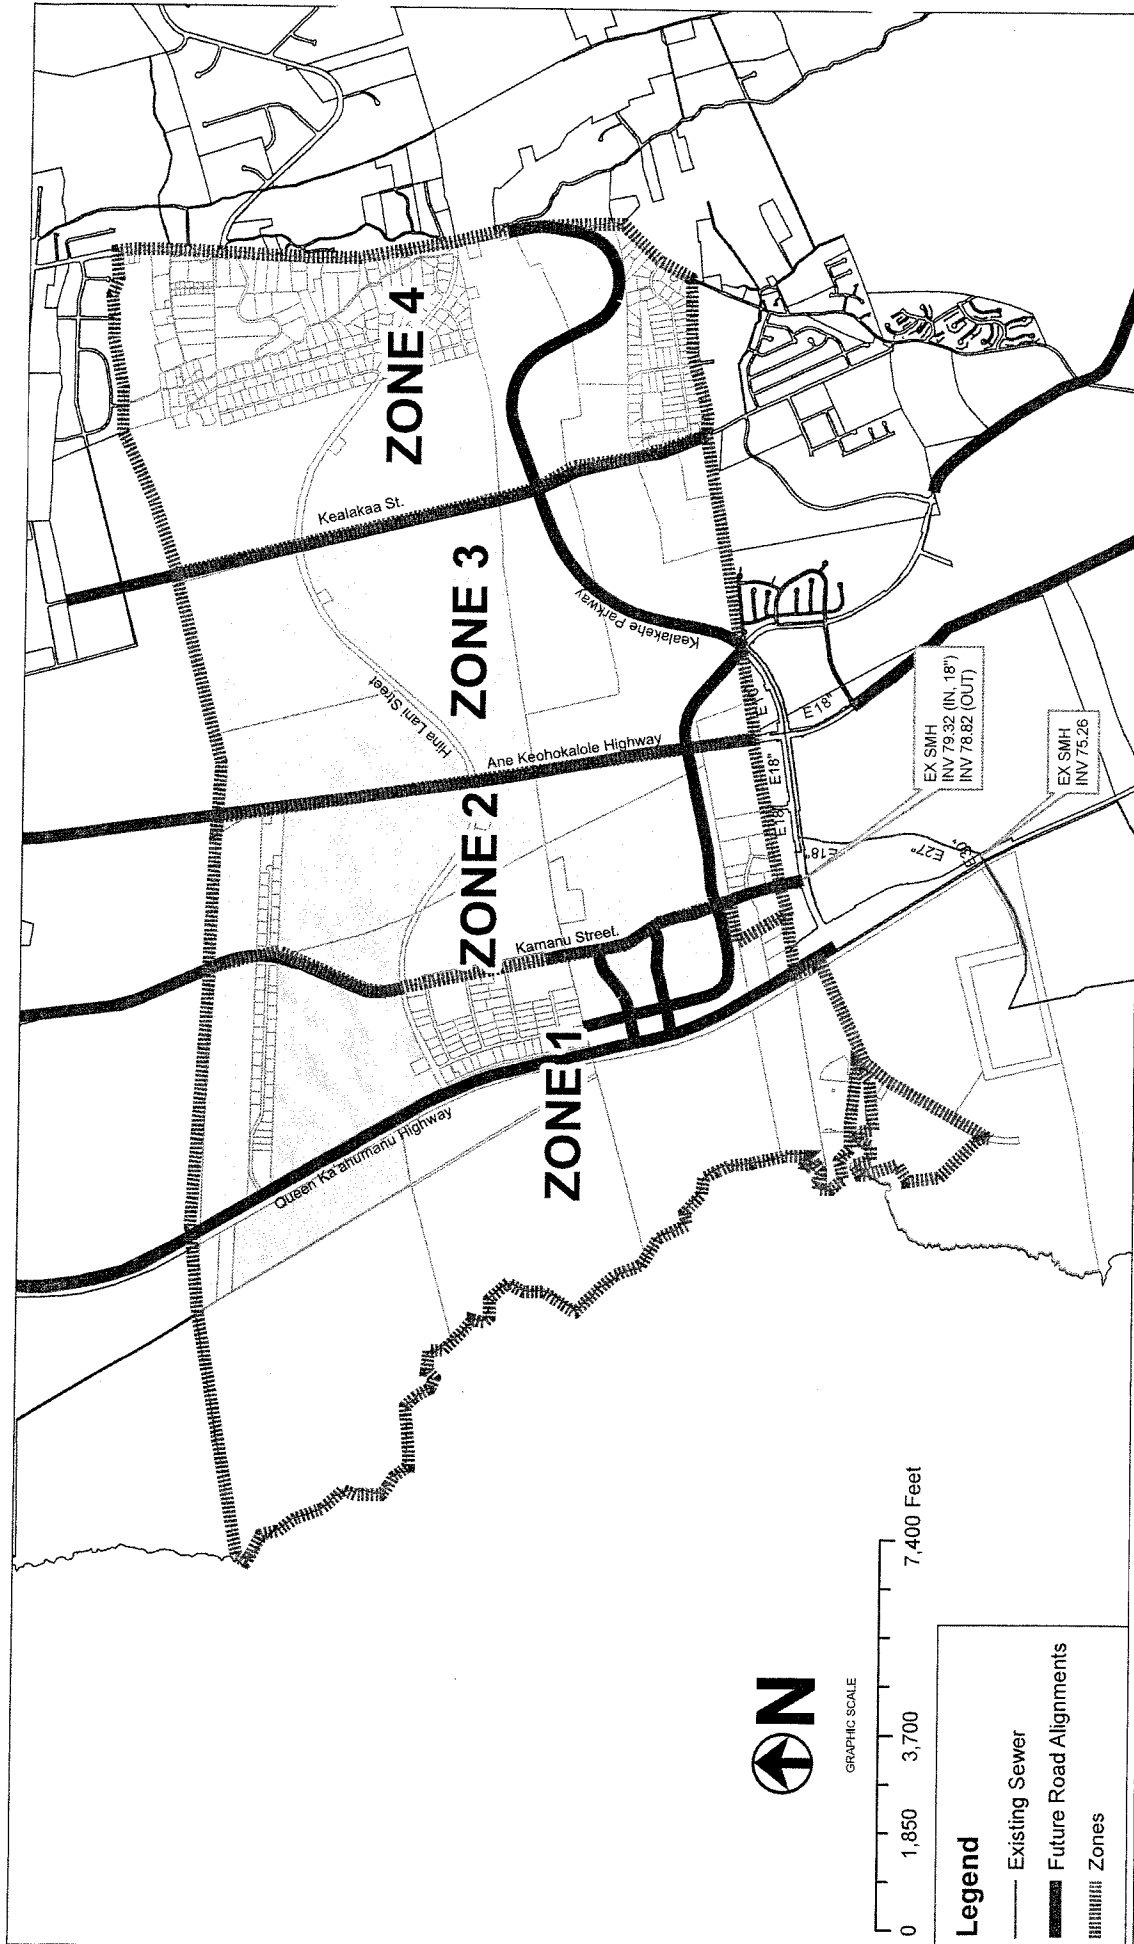 ZONE 4
Kealakaa St.
ZONE 3
Kealakehe Parkway
Hina Lani Street
Ane Keohokalole Highway
ZONE 2
Kamanu Street.
ZONE 1
Queen Ka'ahumanu Highway
E18"
E18"
E18"
E18"
E27"
E30"
EX SMH
INV 79.32 (IN, 18")
INV 78.82 (OUT)
EX SMH
INV 75.26
N
GRAPHIC SCALE
0 1,850 3,700 7,400 Feet
Legend
Existing Sewer
Future Road Alignments
Zones